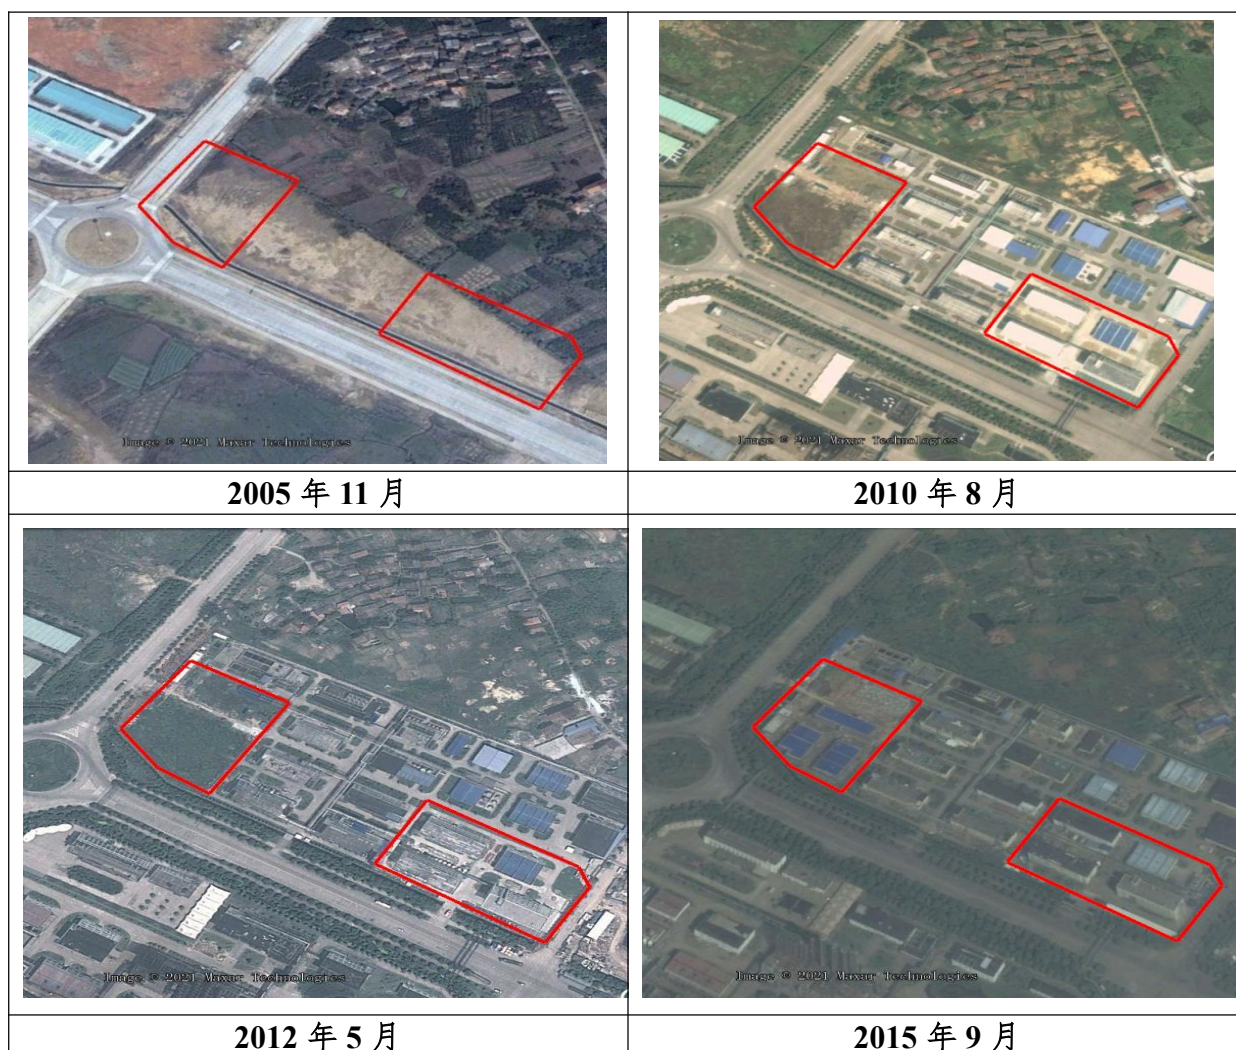 Image © 2021 Maxar Technologies
Image © 2021 Maxar Technologies
2005 年 11 月
2010 年 8 月
Image © 2021 Maxar Technologies
Image © 2021 Maxar Technologies
2012 年 5 月
2015 年 9 月